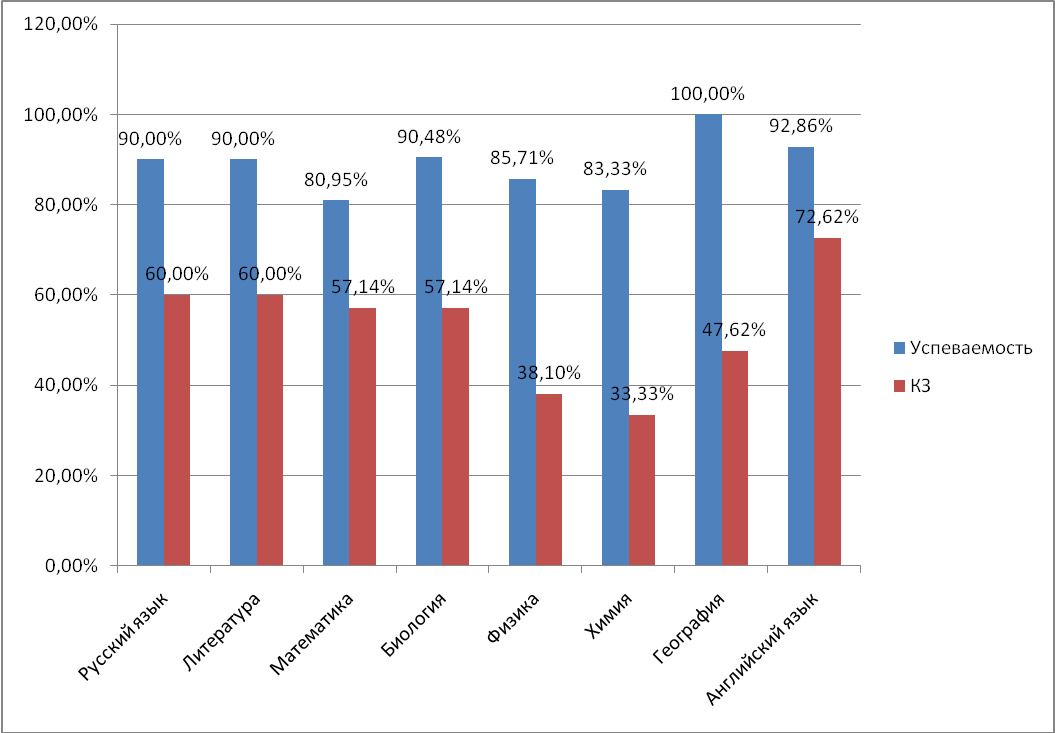 120,00%
100,00%
80,00%
60,00%
40,00%
20,00%
0,00%
90,00%
60,00%
90,00%
60,00%
80,95%
57,14%
90,48%
57,14%
85,71%
38,10%
83,33%
33,33%
100,00%
47,62%
92,86%
72,62%
Русский язык
Литература
Математика
Биология
Физика
Химия
География
Английский язык
Успеваемость
КЗ